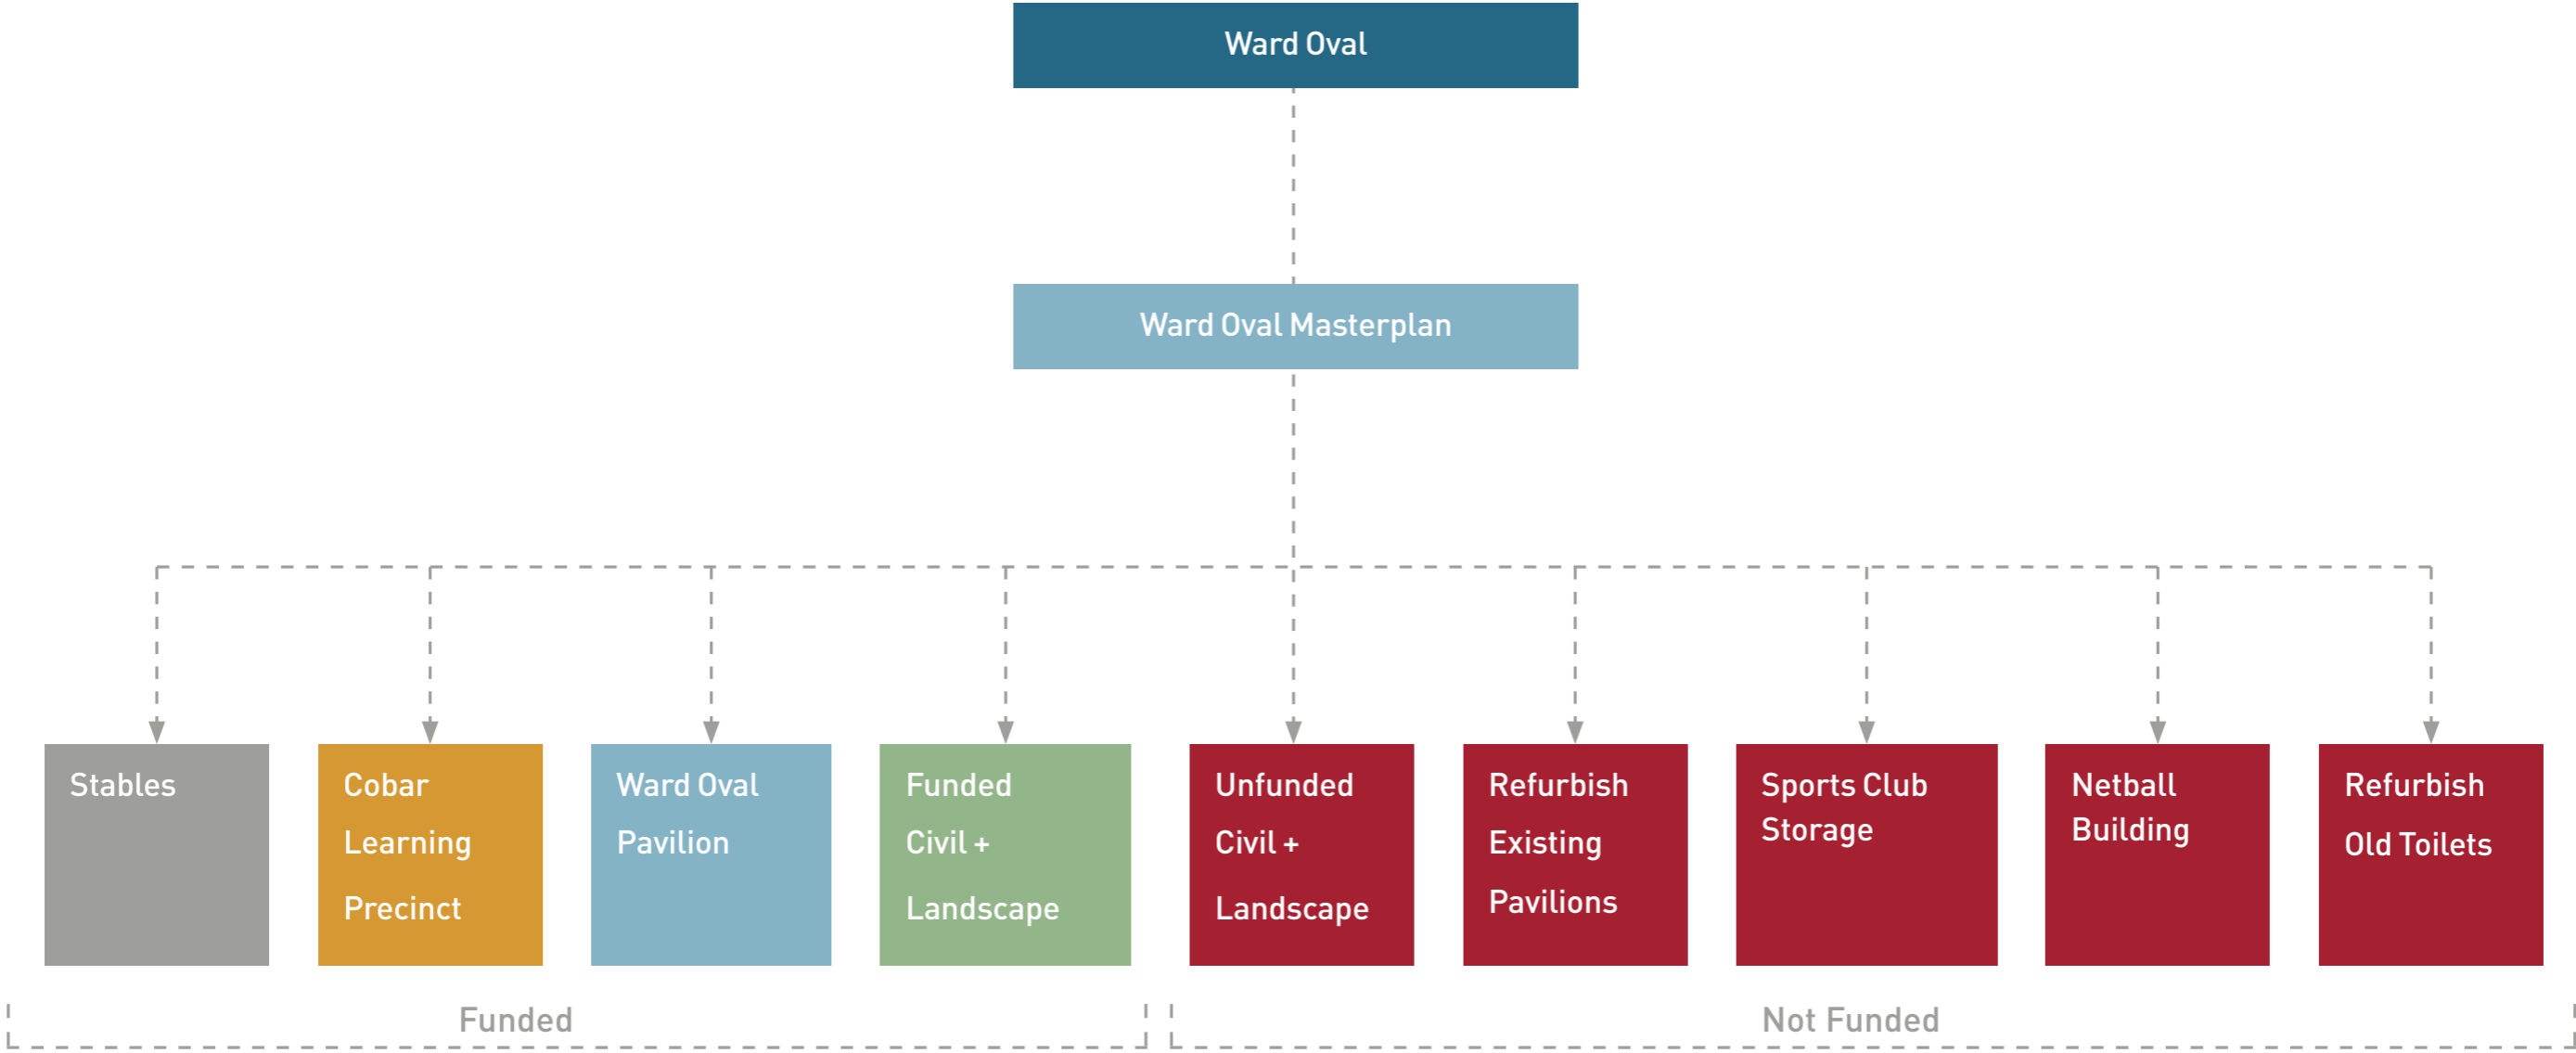 Ward Oval
Ward Oval Masterplan
Stables
Cobar
Learning
Precinct
Ward Oval
Pavilion
Funded
Civil +
Landscape
Unfunded
Civil +
Landscape
Refurbish
Existing
Pavilions
Sports Club
Storage
Netball
Building
Refurbish
Old Toilets
Funded
Not Funded